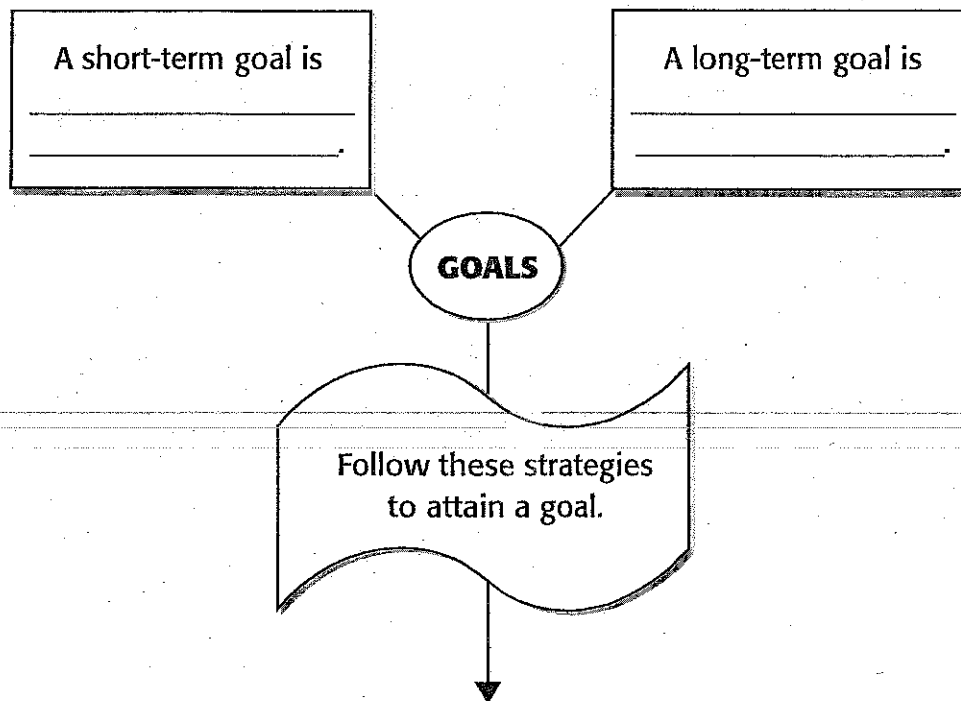 A short-term goal is
.
A long-term goal is
.
GOALS
Follow these strategies
to attain a goal.